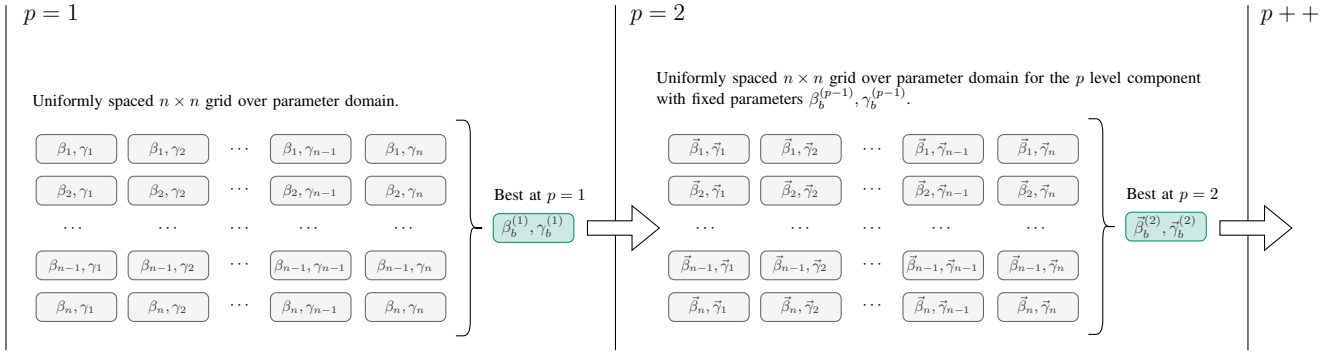 p = 1
Uniformly spaced n × n grid over parameter domain.
β₁, γ₁ β₁, γ₂ ⋯ β₁, γₙ₋₁ β₁, γₙ
β₂, γ₁ β₂, γ₂ ⋯ β₂, γₙ₋₁ β₂, γₙ
⋯ ⋯ ⋯ ⋯ ⋯
βₙ₋₁, γ₁ βₙ₋₁, γ₂ ⋯ βₙ₋₁, γₙ₋₁ βₙ₋₁, γₙ
βₙ, γ₁ βₙ, γ₂ ⋯ βₙ, γₙ₋₁ βₙ, γₙ
Best at p = 1
β_b^{(1)}, γ_b^{(1)}
p = 2
Uniformly spaced n × n grid over parameter domain for the p level component
with fixed parameters β_b^{(p−1)}, γ_b^{(p−1)}.
β⃗₁, γ⃗₁ β⃗₁, γ⃗₂ ⋯ β⃗₁, γ⃗ₙ₋₁ β⃗₁, γ⃗ₙ
β⃗₂, γ⃗₁ β⃗₂, γ⃗₂ ⋯ β⃗₂, γ⃗ₙ₋₁ β⃗₂, γ⃗ₙ
⋯ ⋯ ⋯ ⋯ ⋯
β⃗ₙ₋₁, γ⃗₁ β⃗ₙ₋₁, γ⃗₂ ⋯ β⃗ₙ₋₁, γ⃗ₙ₋₁ β⃗ₙ₋₁, γ⃗ₙ
β⃗ₙ, γ⃗₁ β⃗ₙ, γ⃗₂ ⋯ β⃗ₙ, γ⃗ₙ₋₁ β⃗ₙ, γ⃗ₙ
Best at p = 2
β⃗_b^{(2)}, γ⃗_b^{(2)}
p + +